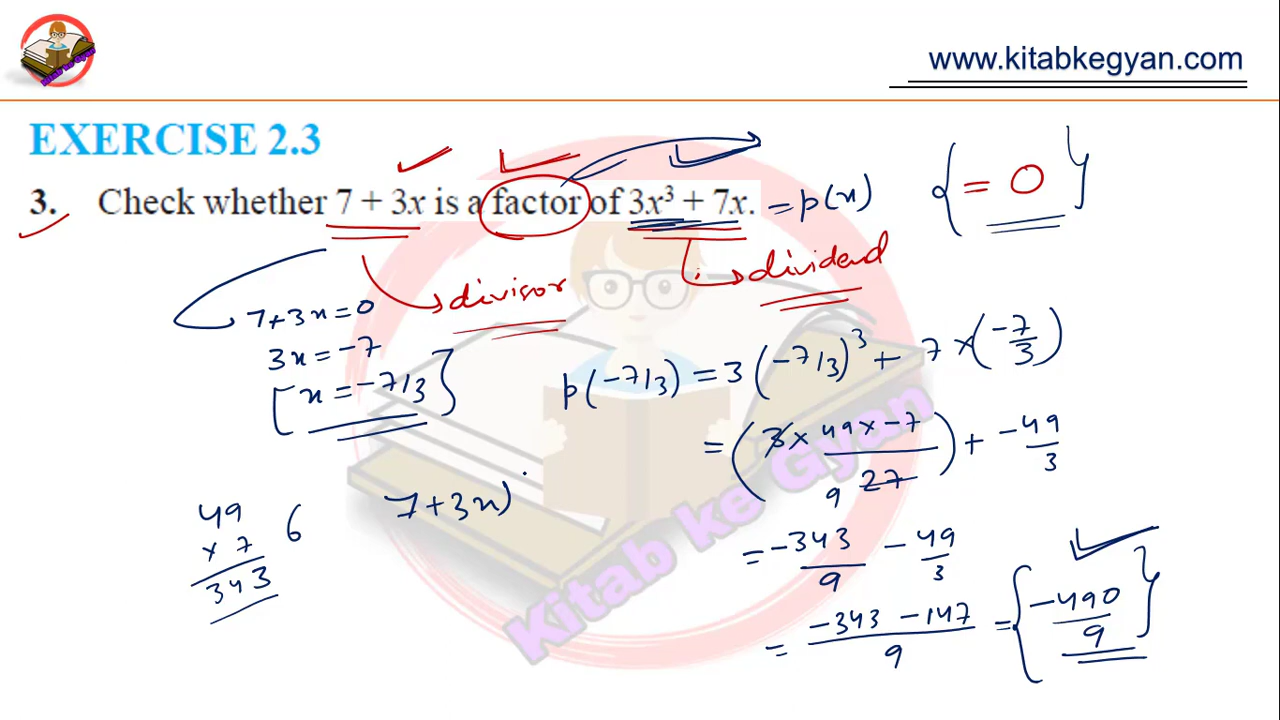 www.kitabkegyan.com
Kitab ke Gyan
EXERCISE 2.3
3. Check whether 7 + 3x is a factor of 3x³ + 7x. = p(x) { = 0 }
divisor
dividend
7+3x=0
3x=-7
[x=-7/3}
p(-7/3) = 3(-7/3)³ + 7×(-7/3)
= (3×49×-7/27) + -49/3
9
7+3x)
49
×7
343
6
= -343/9 - 49/3
= -343-147/9 = {-490/9}
Kitab ke Gyan